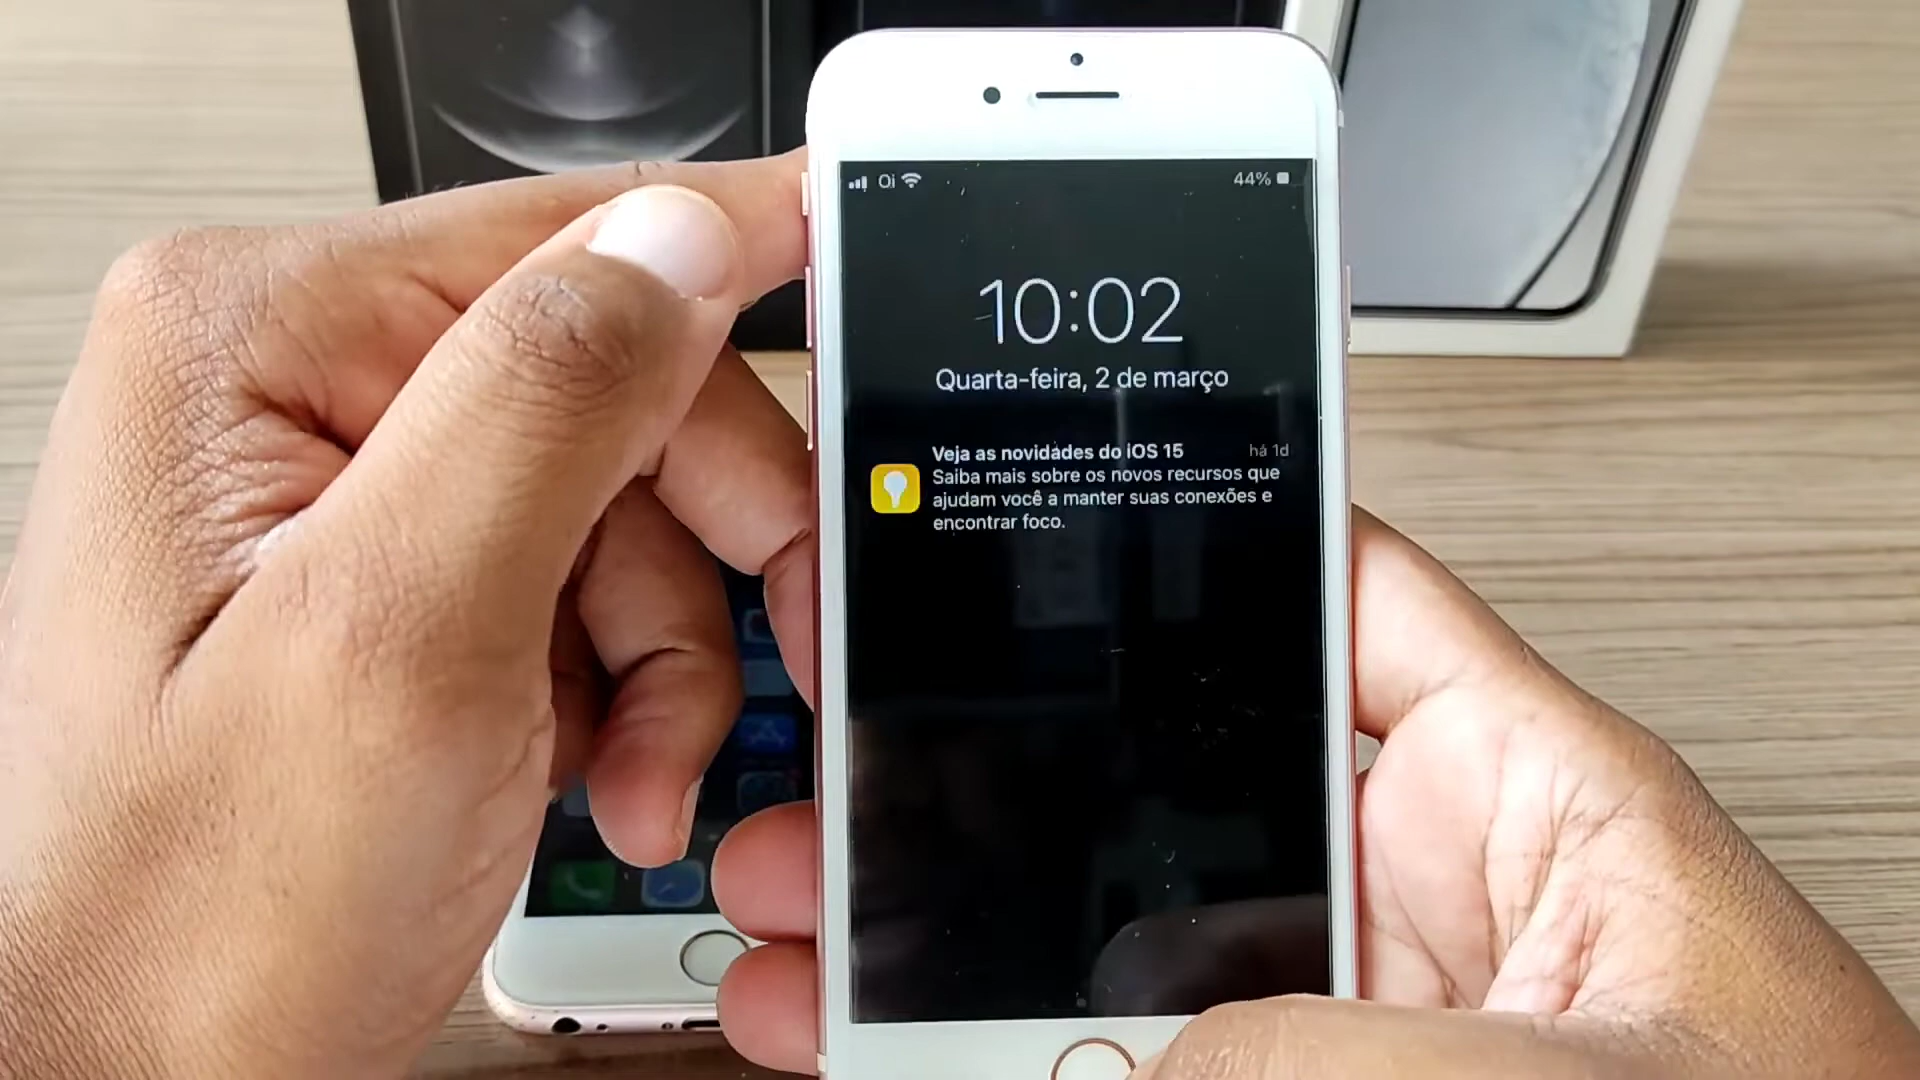 Oi
44%
10:02
Quarta-feira, 2 de março
Veja as novidades do iOS 15
há 1d
Saiba mais sobre os novos recursos que
ajudam você a manter suas conexões e
encontrar foco.